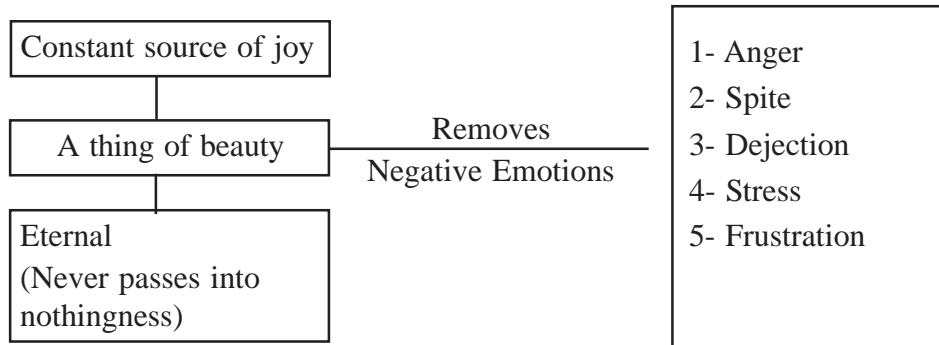 Constant source of joy
A thing of beauty
Eternal
(Never passes into
nothingness)
Removes
Negative Emotions
1- Anger
2- Spite
3- Dejection
4- Stress
5- Frustration